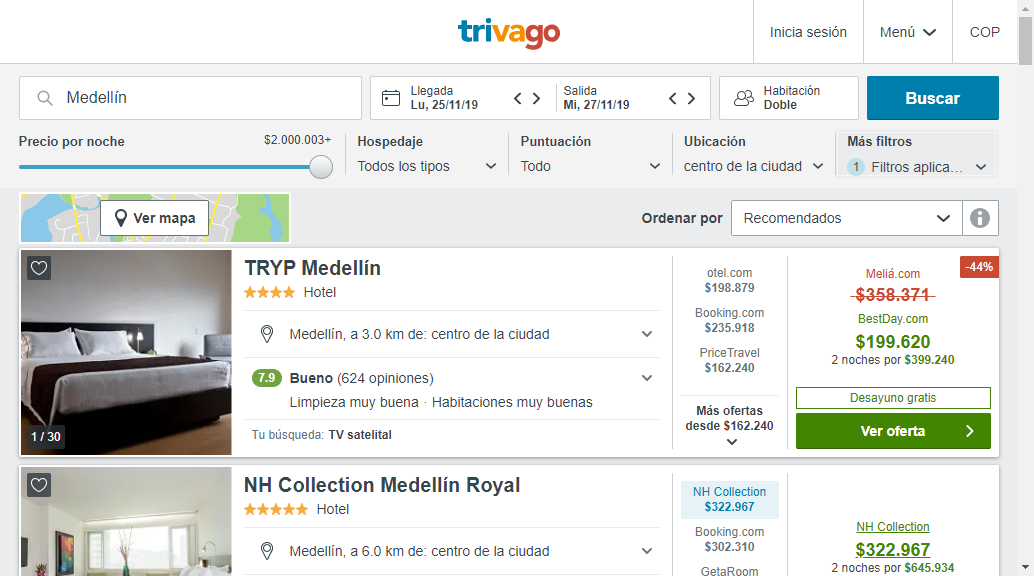 trivago
Inicia sesión
Menú
COP
Medellín
Llegada
Lu, 25/11/19
Salida
Mi, 27/11/19
Habitación
Doble
Buscar
Precio por noche
$2.000.003+
Hospedaje
Todos los tipos
Puntuación
Todo
Ubicación
centro de la ciudad
Más filtros
1 Filtros aplica...
Ver mapa
Ordenar por
Recomendados
TRYP Medellín
Hotel
Medellín, a 3.0 km de: centro de la ciudad
7.9 Bueno (624 opiniones)
Limpieza muy buena · Habitaciones muy buenas
Tu búsqueda: TV satelital
1 / 30
otel.com
$198.879
Booking.com
$235.918
PriceTravel
$162.240
Más ofertas
desde $162.240
-44%
Meliá.com
$358.371
BestDay.com
$199.620
2 noches por $399.240
Desayuno gratis
Ver oferta
NH Collection Medellín Royal
Hotel
Medellín, a 6.0 km de: centro de la ciudad
NH Collection
$322.967
Booking.com
$302.310
GetaRoom
NH Collection
$322.967
2 noches por $645.934